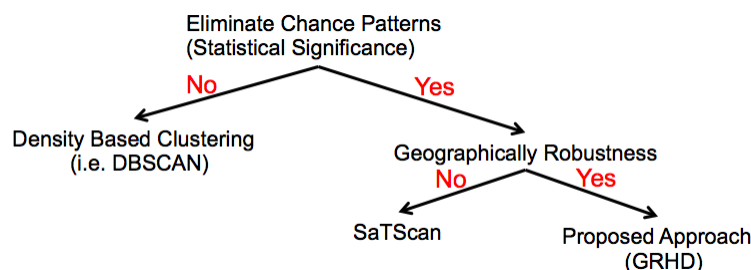 Eliminate Chance Patterns
(Statistical Significance)
No
Yes
Density Based Clustering
(i.e. DBSCAN)
Geographically Robustness
No
Yes
SaTScan
Proposed Approach
(GRHD)